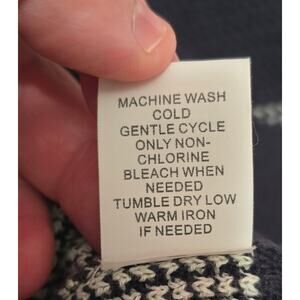 MACHINE WASH
COLD
GENTLE CYCLE
ONLY NON-
CHLORINE
BLEACH WHEN
NEEDED
TUMBLE DRY LOW
WARM IRON
IF NEEDED